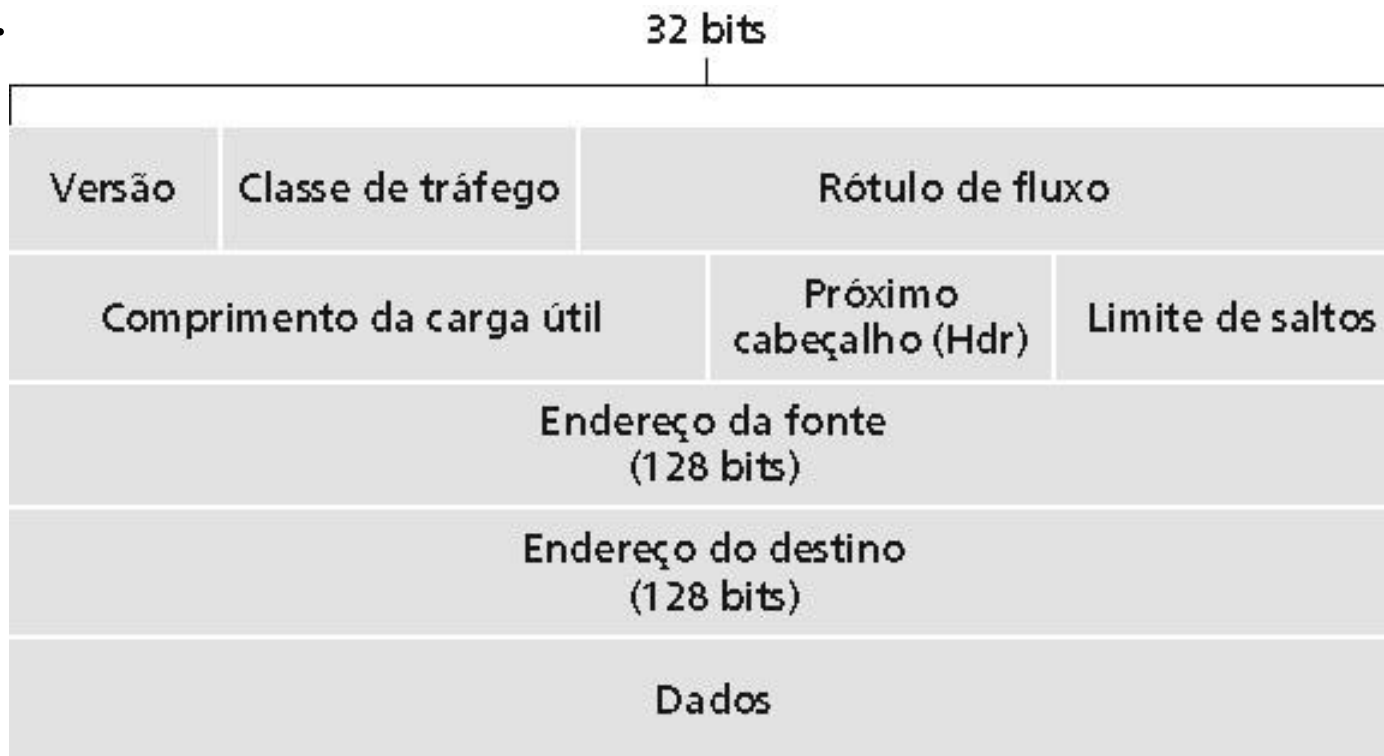 32 bits
Versão
Classe de tráfego
Rótulo de fluxo
Comprimento da carga útil
Próximo
cabeçalho (Hdr)
Limite de saltos
Endereço da fonte
(128 bits)
Endereço do destino
(128 bits)
Dados